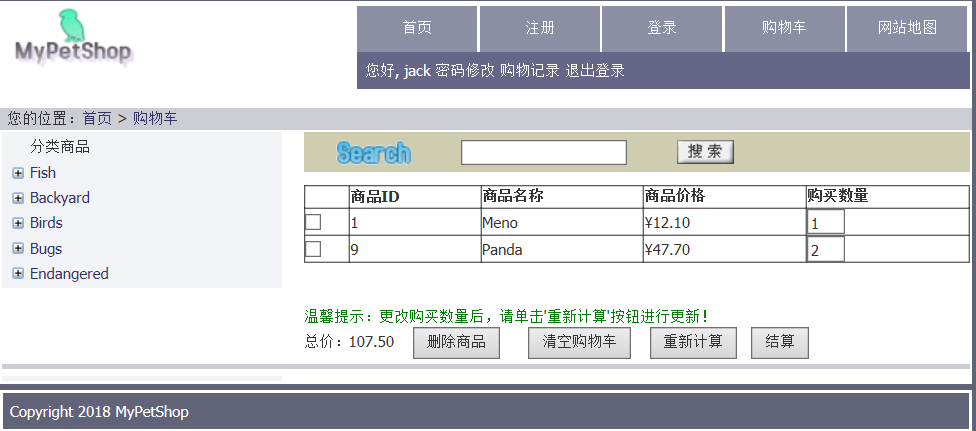 MyPetShop
首页 注册 登录 购物车 网站地图
您好, jack 密码修改 购物记录 退出登录
您的位置：首页 > 购物车
分类商品
Fish
Backyard
Birds
Bugs
Endangered
Search 搜 索
商品ID 商品名称 商品价格 购买数量
1 Meno ¥12.10 1
9 Panda ¥47.70 2
温馨提示：更改购买数量后，请单击'重新计算'按钮进行更新！
总价：107.50 删除商品 清空购物车 重新计算 结算
Copyright 2018 MyPetShop